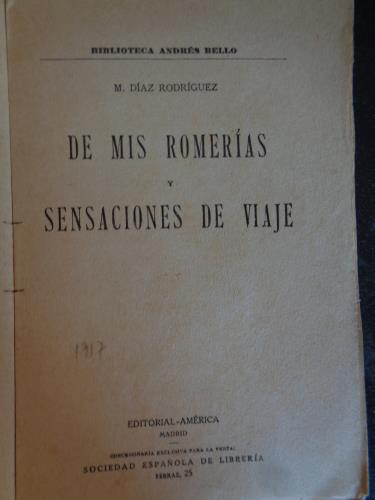 BIBLIOTECA ANDRÉS BELLO
M. DÍAZ RODRÍGUEZ
DE MIS ROMERÍAS
Y
SENSACIONES DE VIAJE
1917
EDITORIAL-AMÉRICA
MADRID
CONCESIONARIA EXCLUSIVA PARA LA VENTA:
SOCIEDAD ESPAÑOLA DE LIBRERÍA
FERRAZ, 25